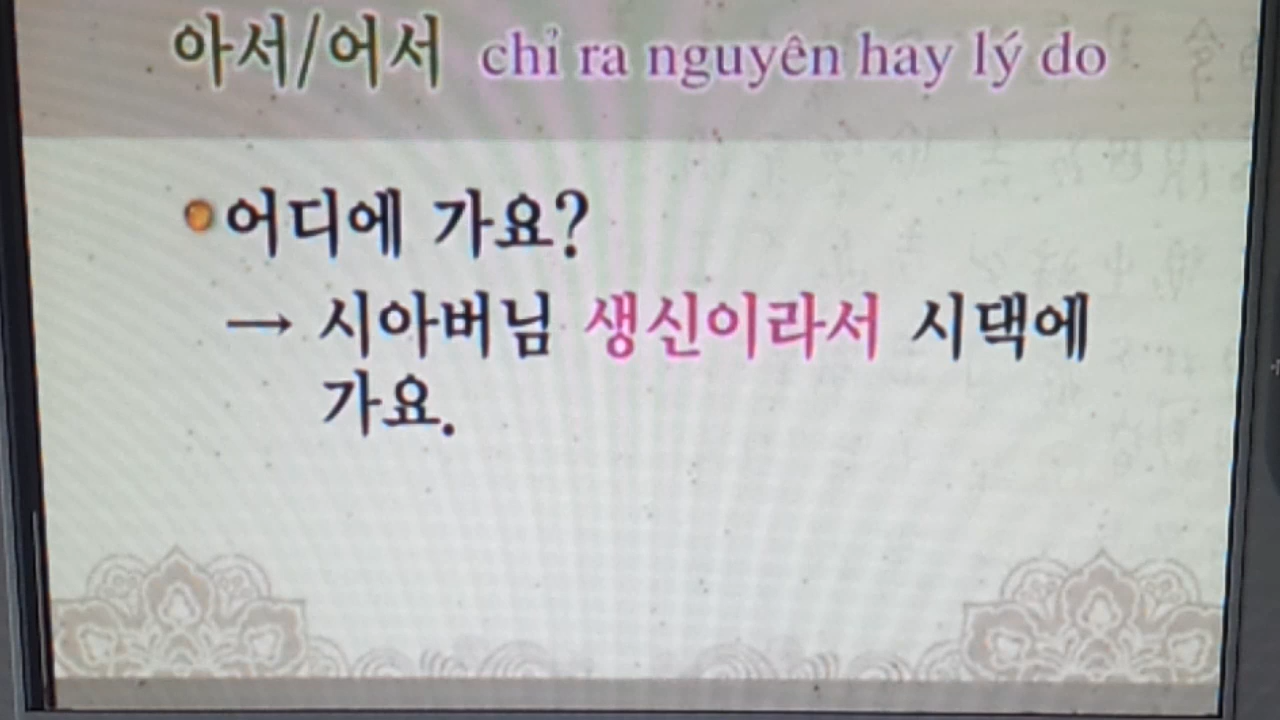 아서/어서 chỉ ra nguyên hay lý do
어디에 가요?
→ 시아버님 생신이라서 시댁에
가요.